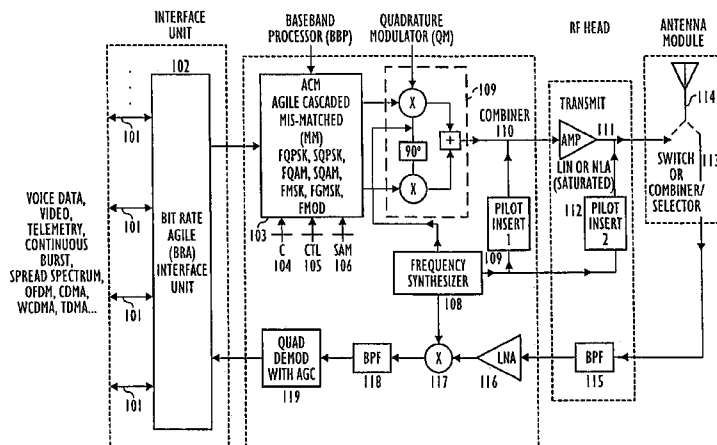 INTERFACE
UNIT
102
101
101
101
101
VOICE DATA,
VIDEO,
TELEMETRY,
CONTINUOUS
BURST,
SPREAD SPECTRUM,
OFDM, CDMA,
WCDMA, TDMA...
BIT RATE
AGILE
(BRA)
INTERFACE
UNIT
BASEBAND
PROCESSOR (BBP)
ACM
AGILE CASCADED
MIS-MATCHED
(MM)
FQPSK, SQPSK,
FQAM, SQAM,
FMSK, FGMSK,
FMOD
103
C
104
CTL
105
SAM
106
QUADRATURE
MODULATOR (QM)
109
X
90°
X
+
COMBINER
110
PILOT
INSERT
1
109
FREQUENCY
SYNTHESIZER
108
RF HEAD
TRANSMIT
AMP
111
LIN OR NLA
(SATURATED)
112
PILOT
INSERT
2
ANTENNA
MODULE
114
113
SWITCH
OR
COMBINER/
SELECTOR
QUAD
DEMOD
WITH AGC
119
BPF
118
X
117
LNA
116
BPF
115